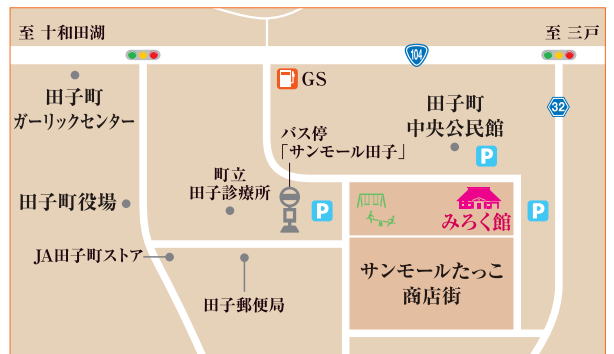 至 十和田湖
至 三戸
104
GS
田子町
ガーリックセンター
32
田子町
中央公民館
P
バス停
「サンモール田子」
町立
田子診療所
田子町役場
P
みろく館
P
JA田子町ストア
サンモールたっこ
商店街
田子郵便局